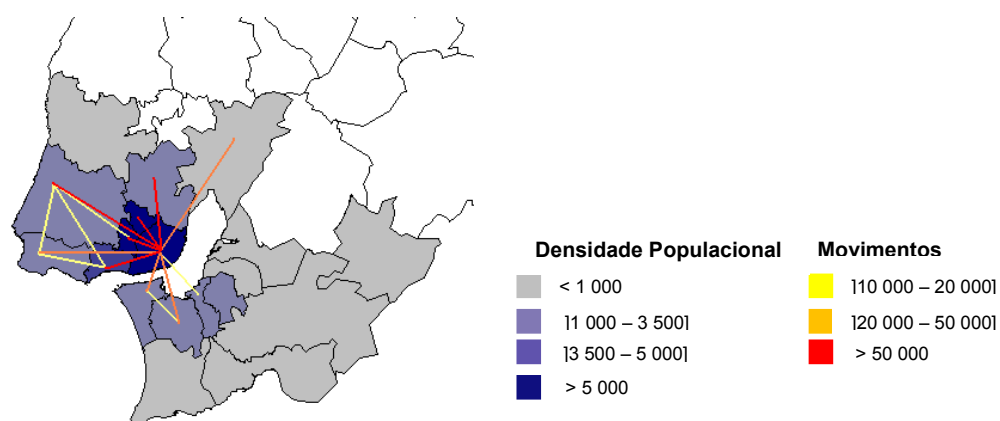 Densidade Populacional
< 1 000
]1 000 – 3 500]
]3 500 – 5 000]
> 5 000
Movimentos
]10 000 – 20 000]
]20 000 – 50 000]
> 50 000